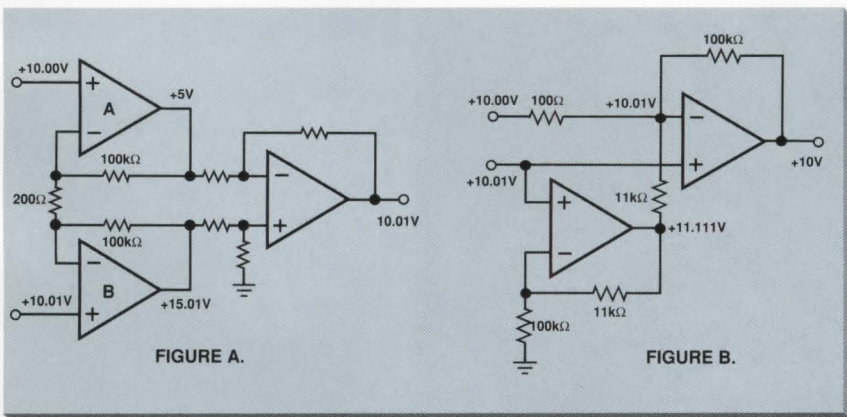 +10.00V
+
A
−
+5V
100kΩ
200Ω
100kΩ
−
B
+
+10.01V
+15.01V
−
+
10.01V
FIGURE A.
100kΩ
+10.00V
100Ω
+10.01V
−
+
+10V
+10.01V
+
−
11kΩ
+11.111V
11kΩ
100kΩ
FIGURE B.